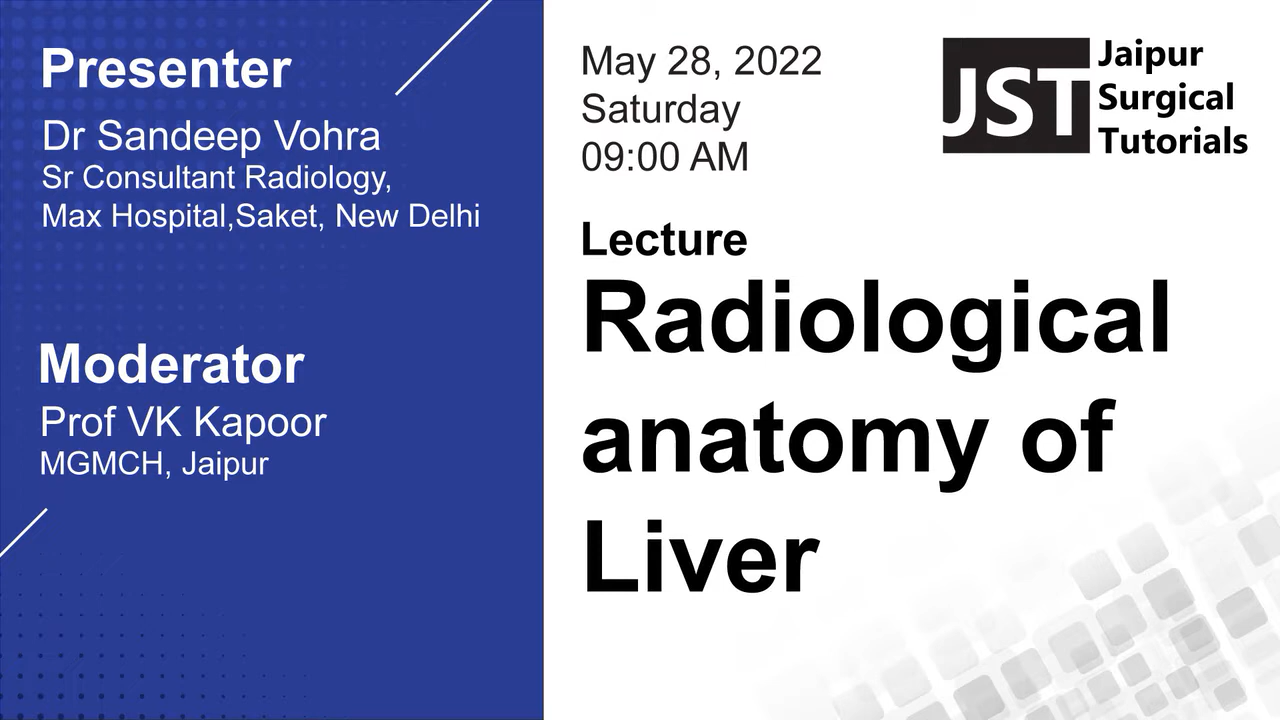 Presenter
Dr Sandeep Vohra
Sr Consultant Radiology,
Max Hospital,Saket, New Delhi
Moderator
Prof VK Kapoor
MGMCH, Jaipur
May 28, 2022
Saturday
09:00 AM
JST
Jaipur
Surgical
Tutorials
Lecture
Radiological
anatomy of
Liver